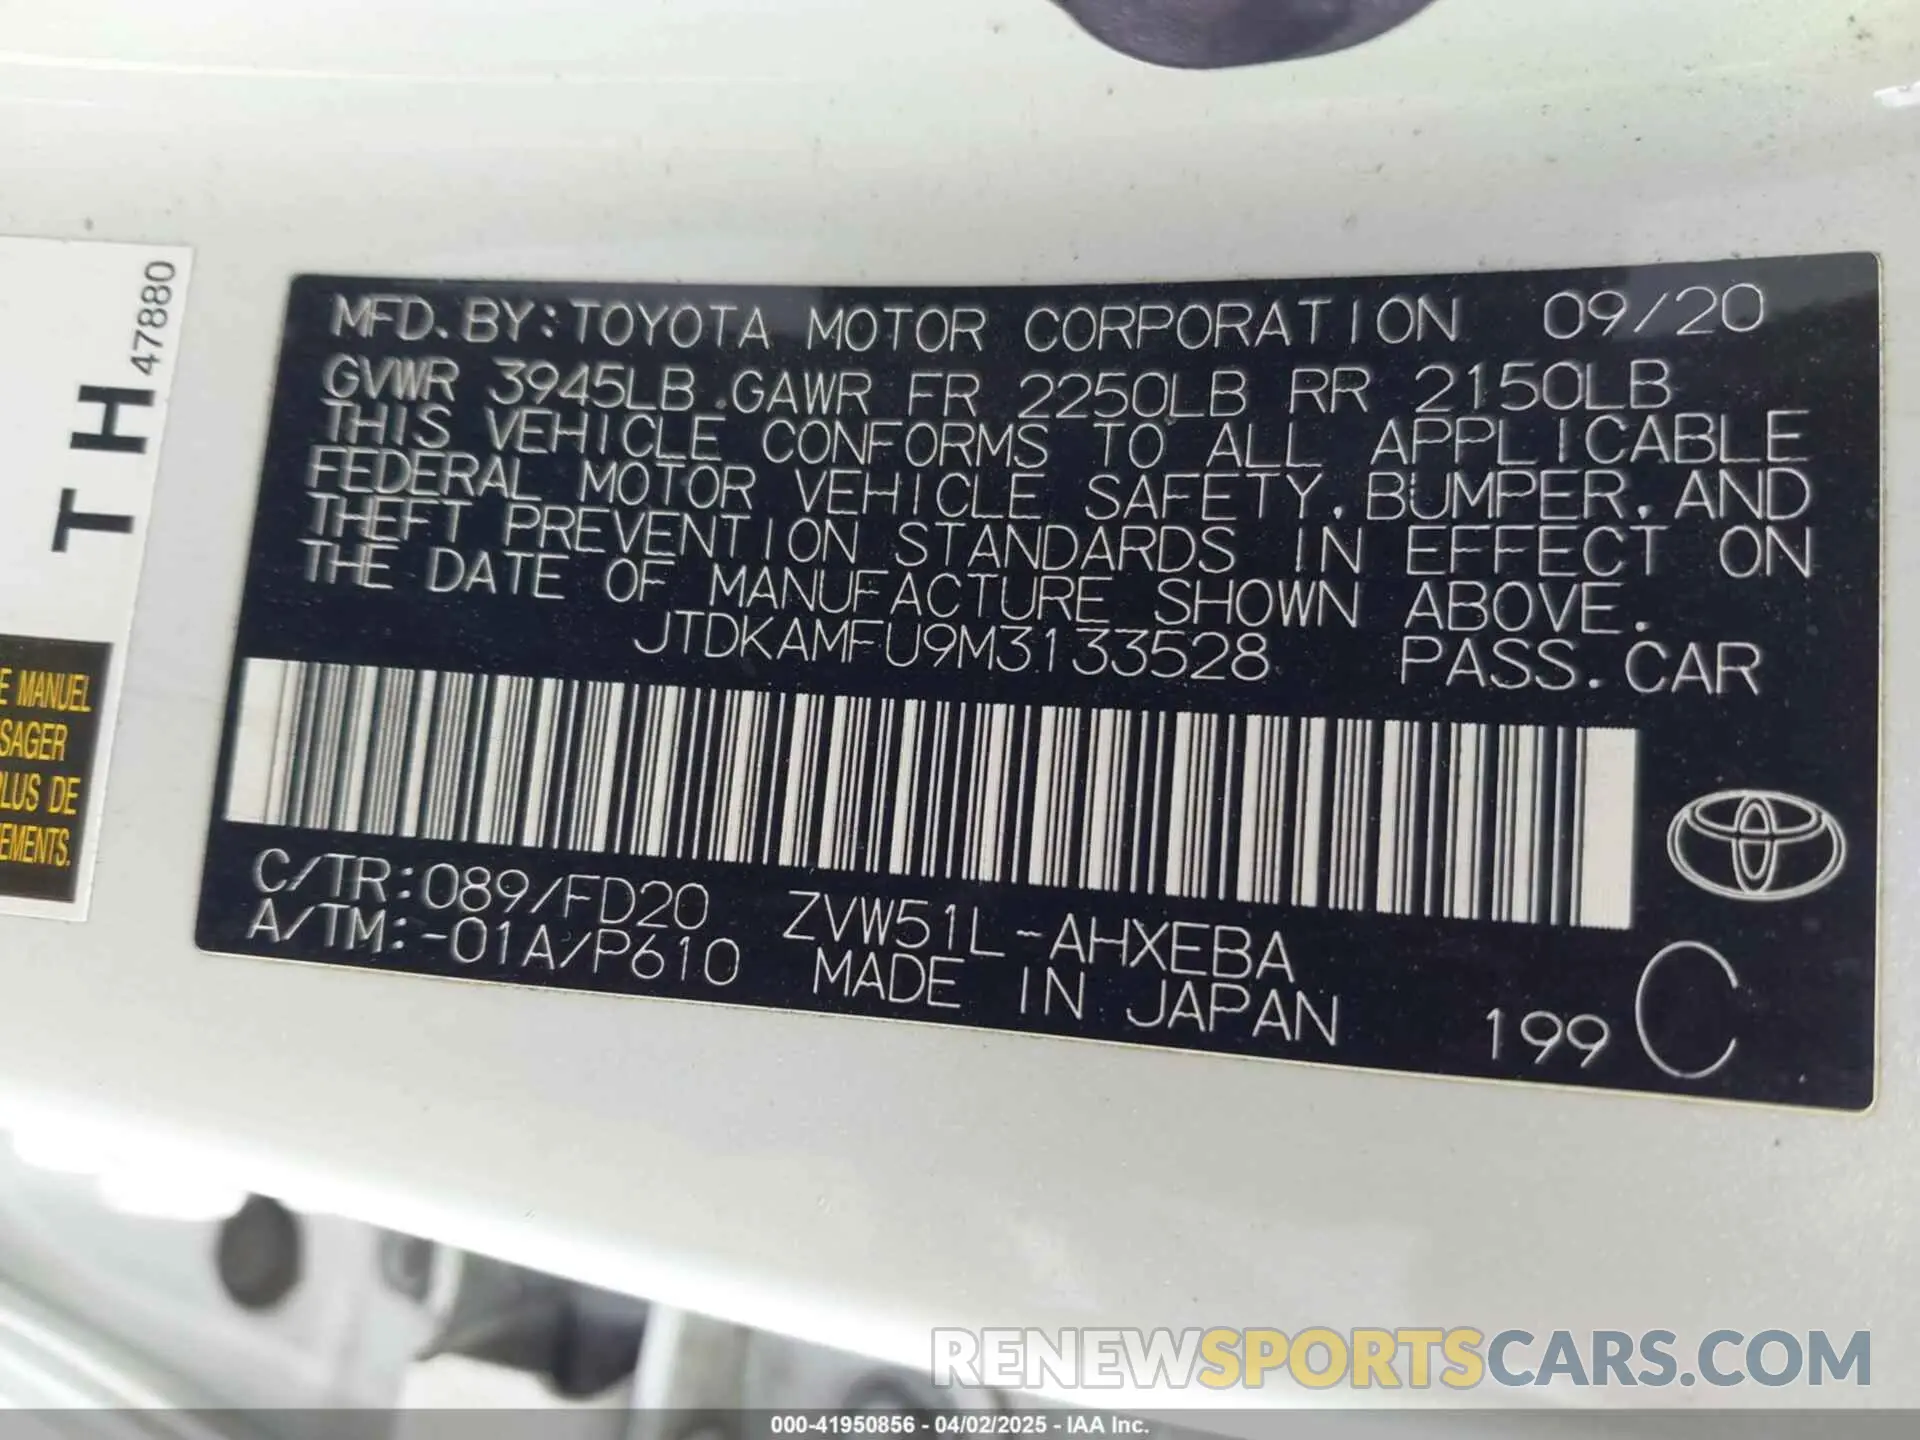 MFD. BY: TOYOTA MOTOR CORPORATION 09/20
GVWR 3945LB GAWR FR 2250LB RR 2150LB
THIS VEHICLE CONFORMS TO ALL APPLICABLE
FEDERAL MOTOR VEHICLE SAFETY, BUMPER, AND
THEFT PREVENTION STANDARDS IN EFFECT ON
THE DATE OF MANUFACTURE SHOWN ABOVE.
JTDKAMFU9M3133528 PASS. CAR
C/TR: 089/FD20 ZVW51L-AHXEBA
A/TM: -01A/P610 MADE IN JAPAN
199 C
TH 47880
E MANUEL
SAGER
PLUS DE
EMENTS.
RENEWSPORTSCARS.COM
000-41950856 - 04/02/2025 - IAA Inc.